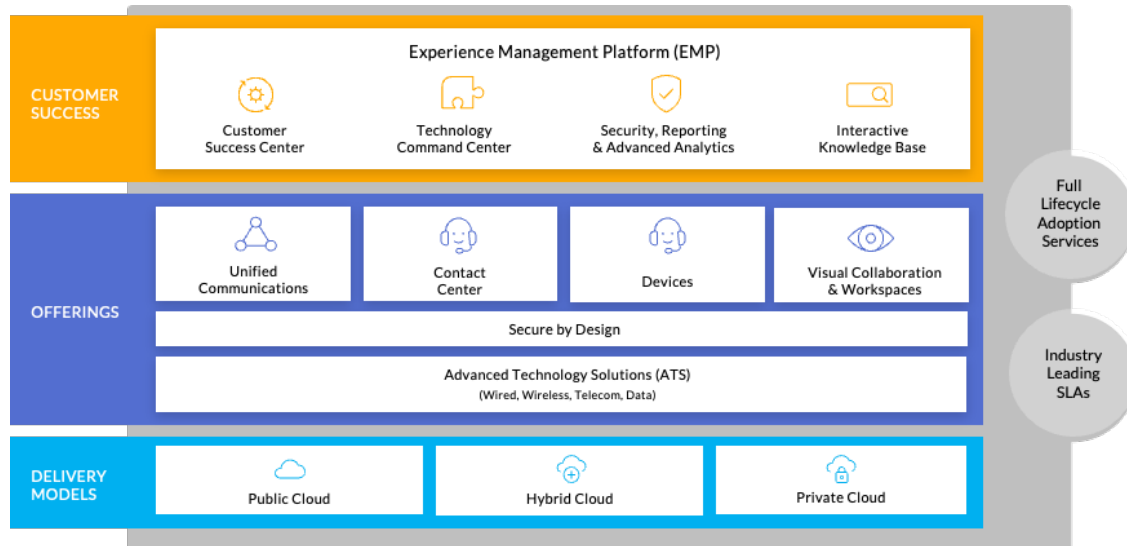 Experience Management Platform (EMP)
CUSTOMER
SUCCESS
Customer
Success Center
Technology
Command Center
Security, Reporting
& Advanced Analytics
Interactive
Knowledge Base
Full
Lifecycle
Adoption
Services
OFFERINGS
Unified
Communications
Contact
Center
Devices
Visual Collaboration
& Workspaces
Secure by Design
Advanced Technology Solutions (ATS)
(Wired, Wireless, Telecom, Data)
Industry
Leading
SLAs
DELIVERY
MODELS
Public Cloud
Hybrid Cloud
Private Cloud